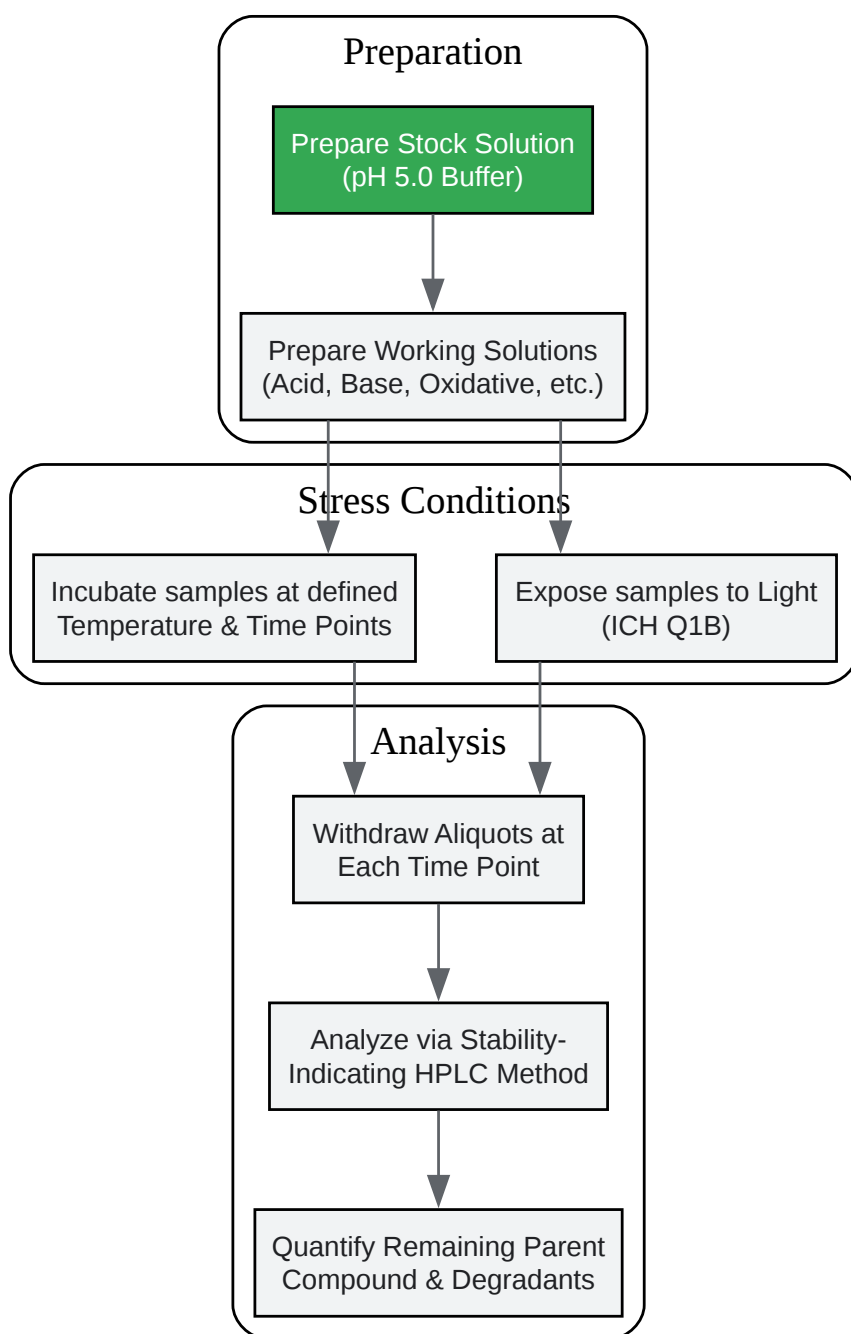 Preparation
Prepare Stock Solution
(pH 5.0 Buffer)
Prepare Working Solutions
(Acid, Base, Oxidative, etc.)
Stress Conditions
Incubate samples at defined
Temperature & Time Points
Expose samples to Light
(ICH Q1B)
Analysis
Withdraw Aliquots at
Each Time Point
Analyze via Stability-
Indicating HPLC Method
Quantify Remaining Parent
Compound & Degradants